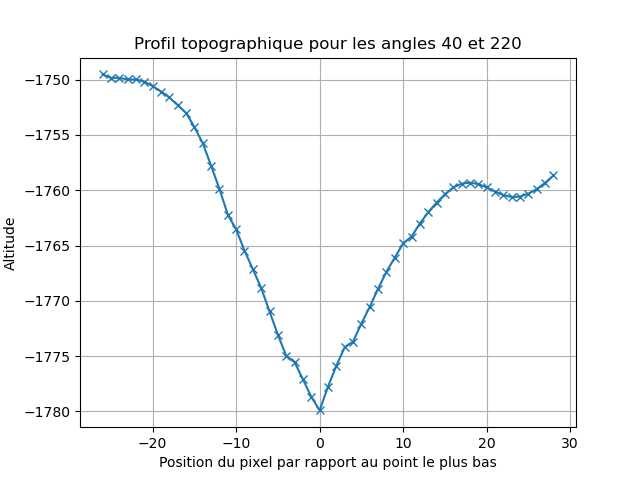 Profil topographique pour les angles 40 et 220
−1750
−1755
−1760
−1765
−1770
−1775
−1780
Altitude
−20 −10 0 10 20 30
Position du pixel par rapport au point le plus bas